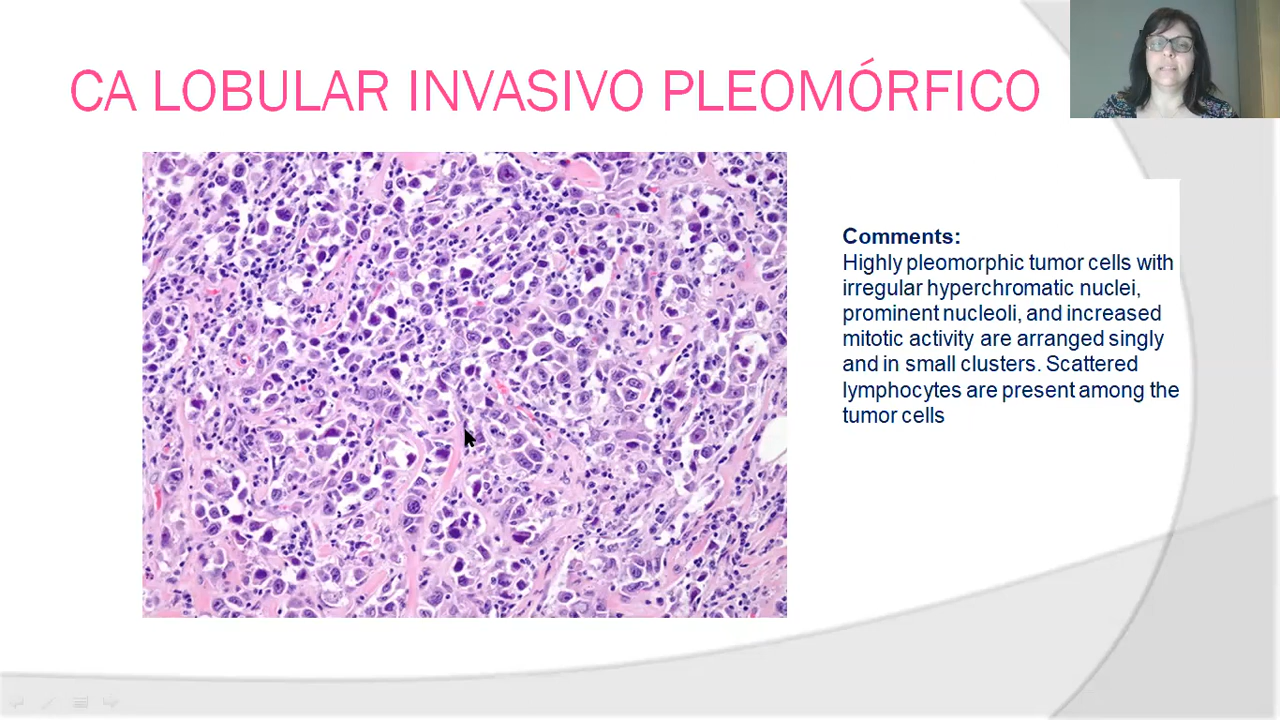 CA LOBULAR INVASIVO PLEOMÓRFICO
Comments:
Highly pleomorphic tumor cells with
irregular hyperchromatic nuclei,
prominent nucleoli, and increased
mitotic activity are arranged singly
and in small clusters. Scattered
lymphocytes are present among the
tumor cells